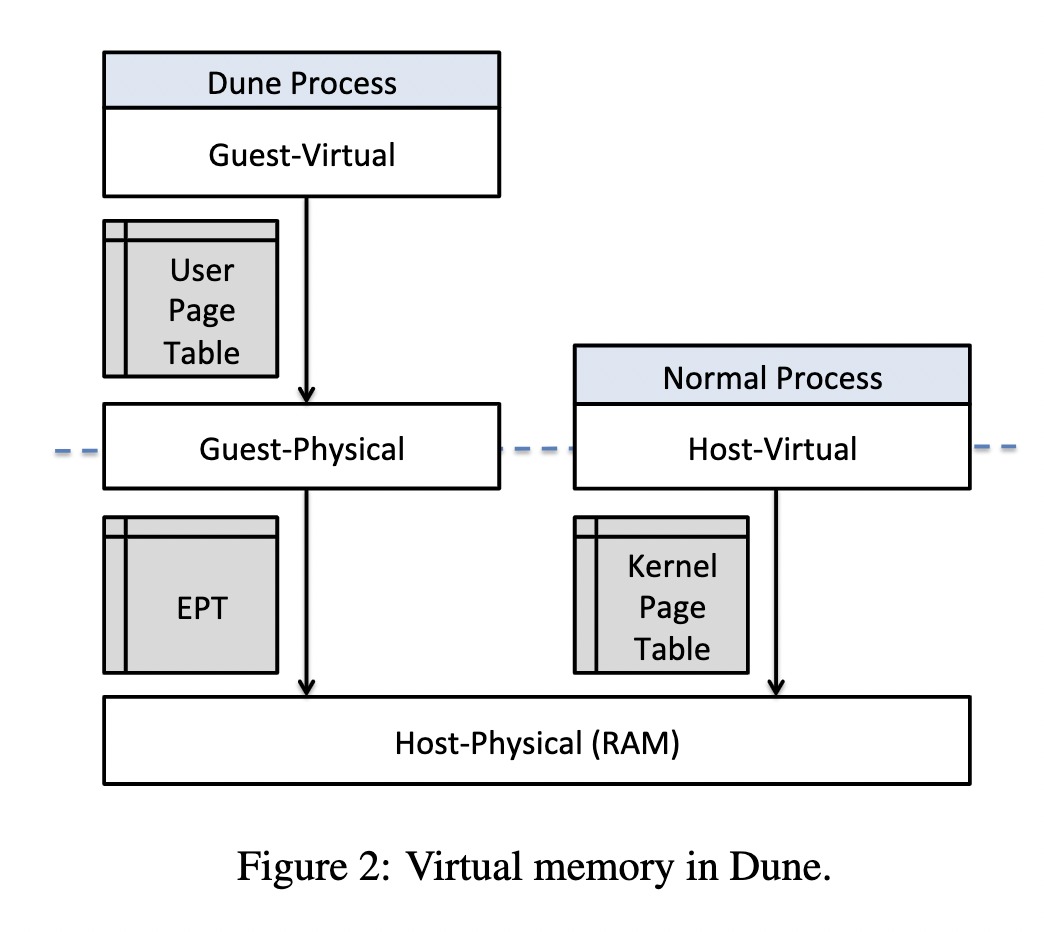 Dune Process
Guest-Virtual
User
Page
Table
Normal Process
Guest-Physical
Host-Virtual
EPT
Kernel
Page
Table
Host-Physical (RAM)
Figure 2: Virtual memory in Dune.